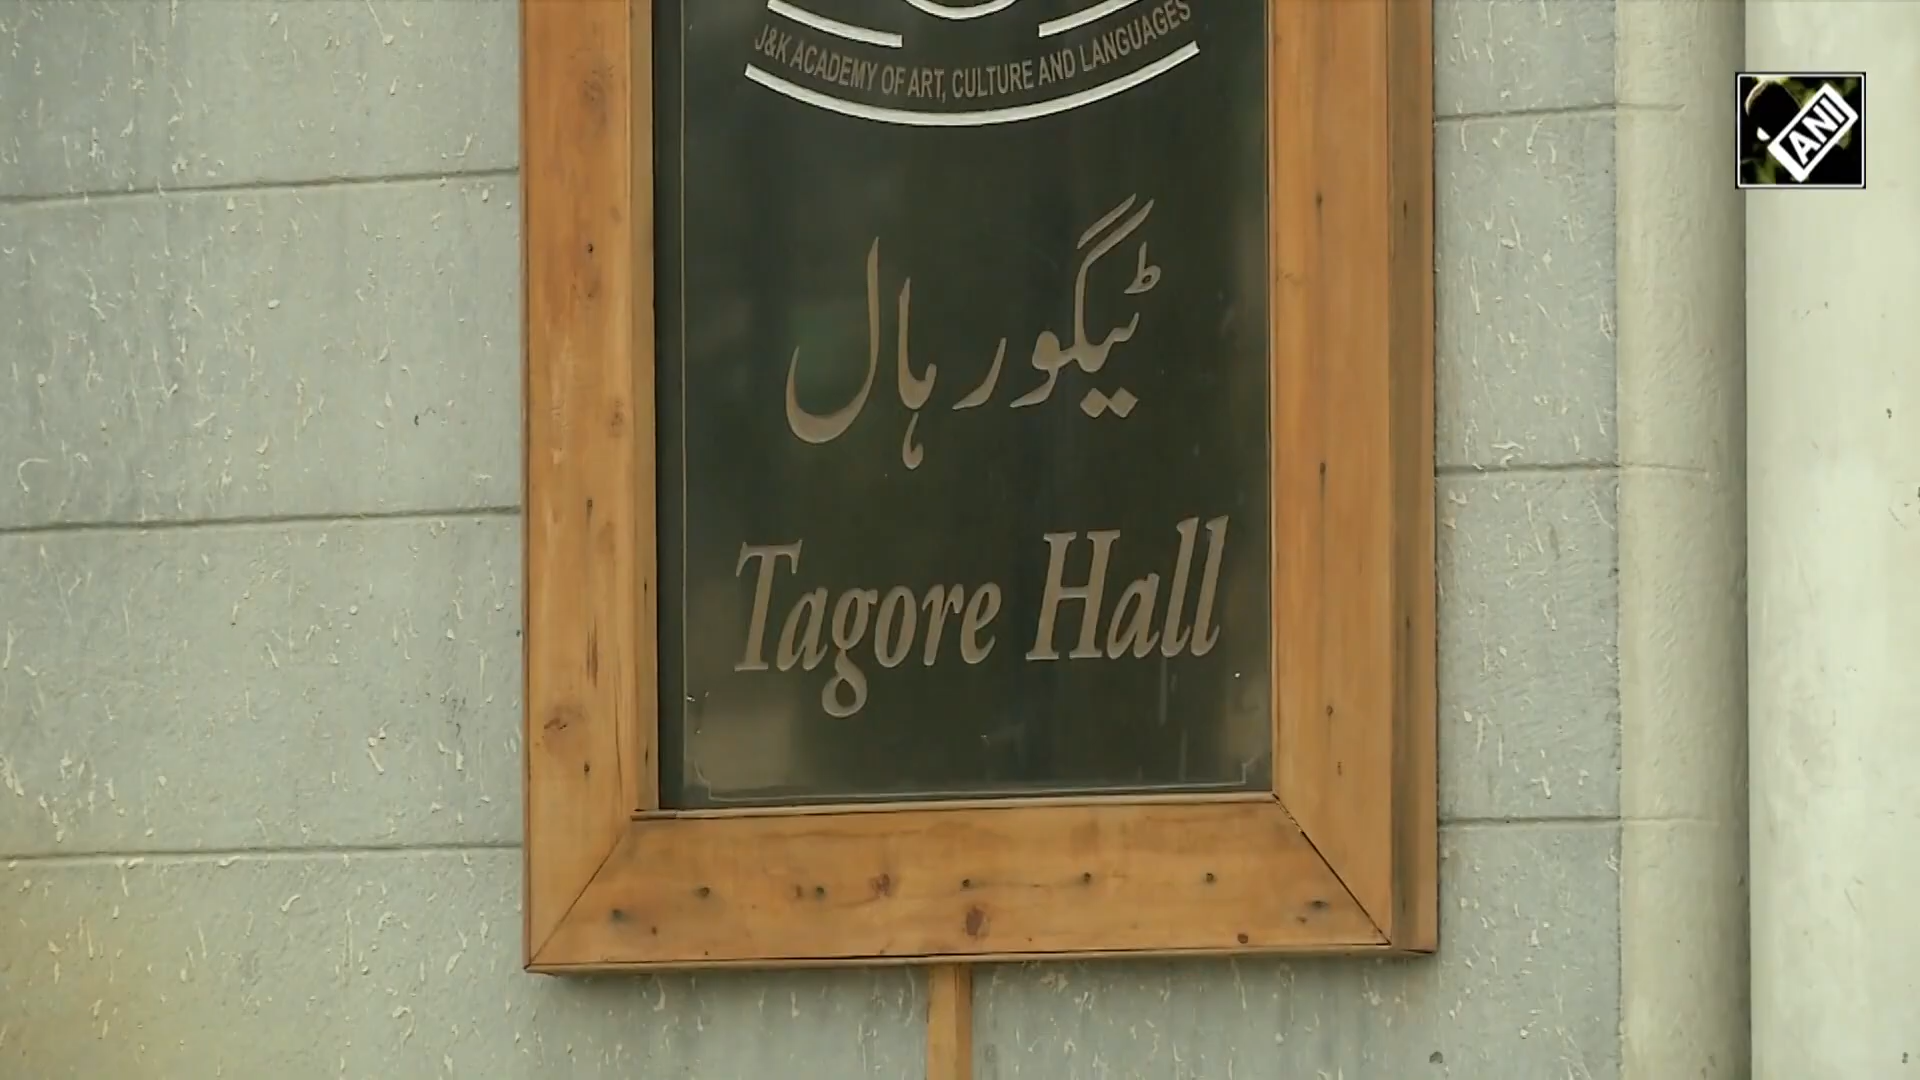 J&K ACADEMY OF ART, CULTURE AND LANGUAGES
ٹیگور ہال
Tagore Hall
ANI